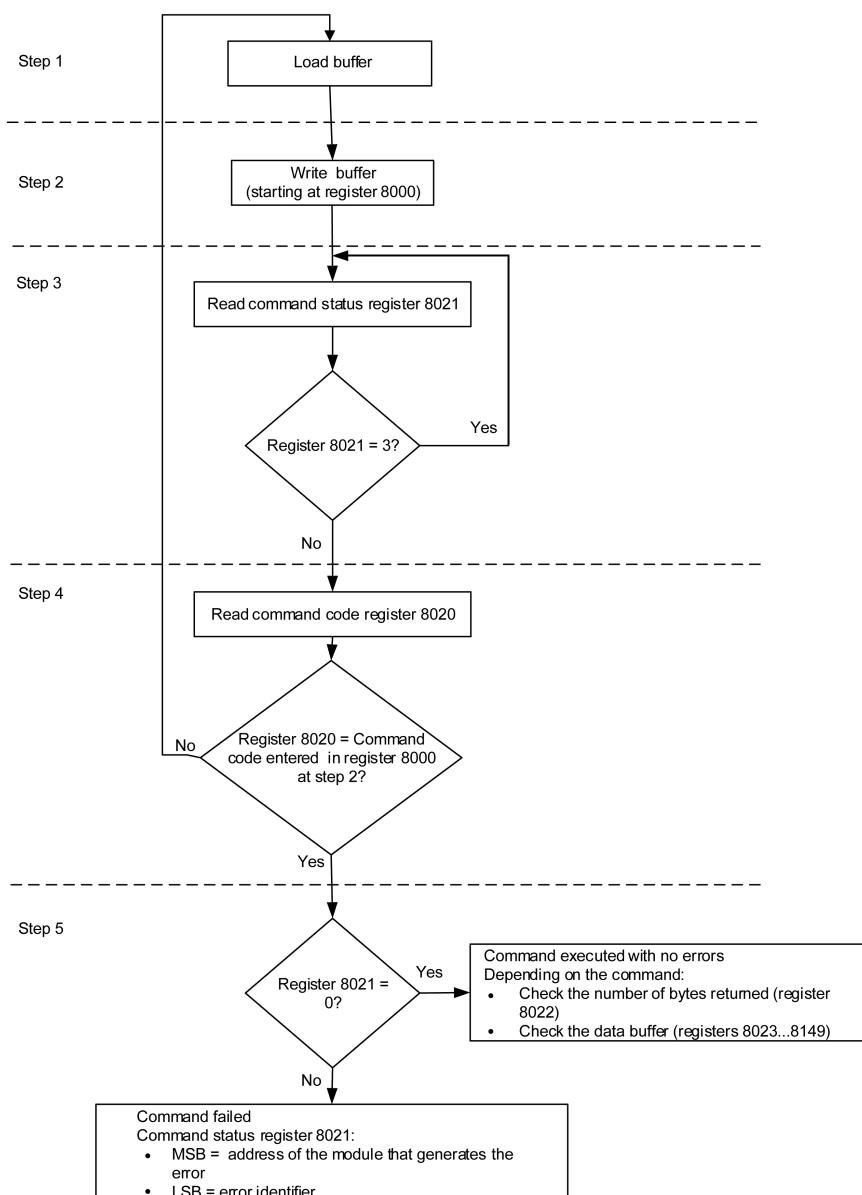 Step 1
Load buffer
Step 2
Write buffer
(starting at register 8000)
Step 3
Read command status register 8021
Register 8021 = 3?
Yes
No
Step 4
Read command code register 8020
Register 8020 = Command
code entered in register 8000
at step 2?
No
Yes
Step 5
Register 8021 =
0?
Yes
Command executed with no errors
Depending on the command:
• Check the number of bytes returned (register
8022)
• Check the data buffer (registers 8023...8149)
No
Command failed
Command status register 8021:
• MSB = address of the module that generates the
error
• LSB = error identifier